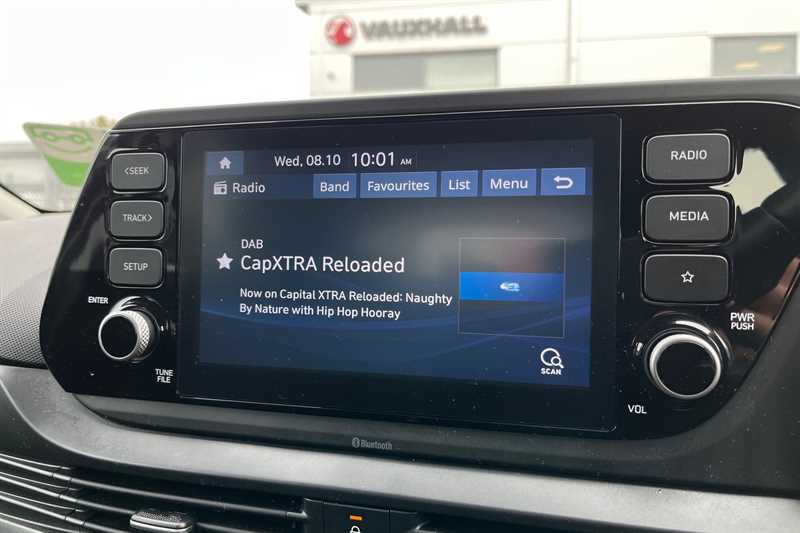 VAUXHALL
<SEEK
TRACK>
SETUP
ENTER
TUNE
FILE
Wed, 08.10 10:01 AM
Radio Band Favourites List Menu
DAB
CapXTRA Reloaded
Now on Capital XTRA Reloaded: Naughty
By Nature with Hip Hop Hooray
SCAN
RADIO
MEDIA
PWR
PUSH
VOL
Bluetooth